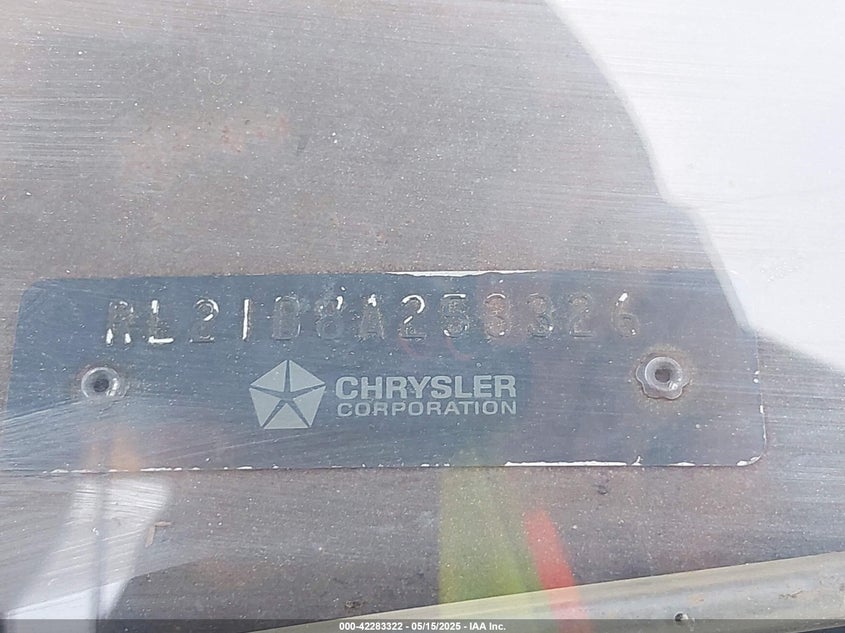 RL21B8A258326
CHRYSLER
CORPORATION
000-42283322 - 05/15/2025 - IAA Inc.